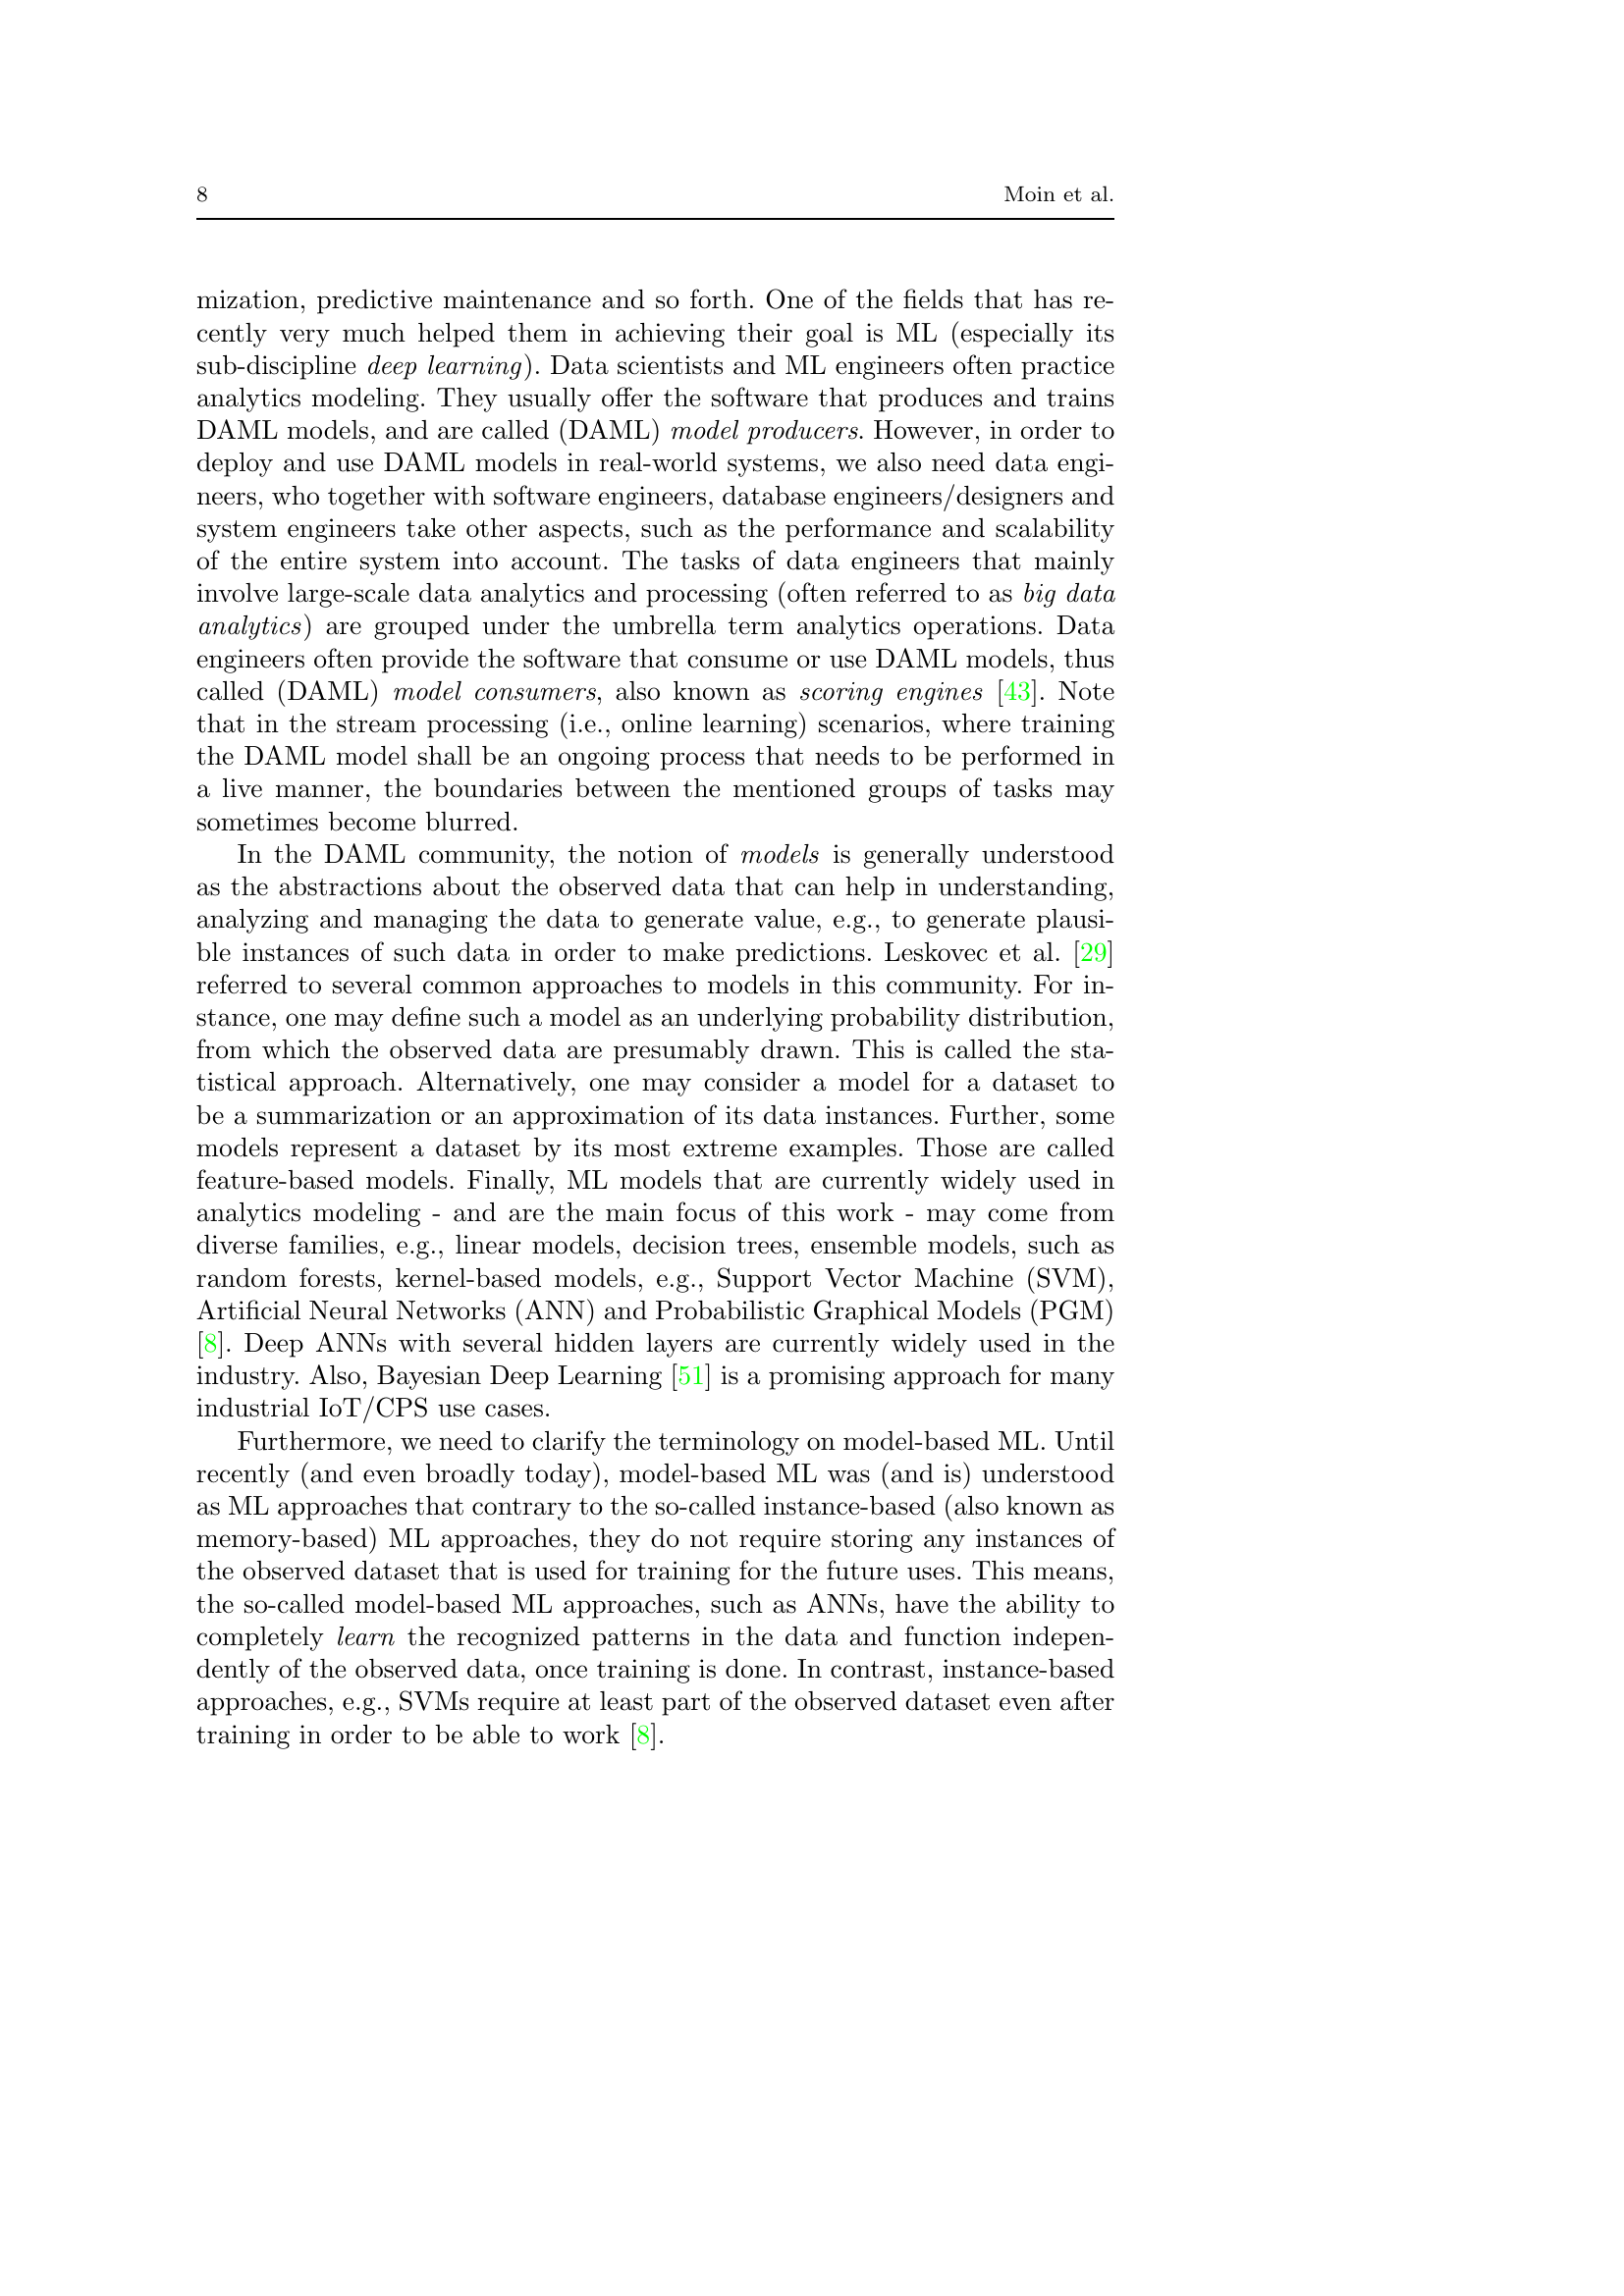 8 Moin et al.
mization, predictive maintenance and so forth. One of the fields that has re-
cently very much helped them in achieving their goal is ML (especially its
sub-discipline deep learning). Data scientists and ML engineers often practice
analytics modeling. They usually offer the software that produces and trains
DAML models, and are called (DAML) model producers. However, in order to
deploy and use DAML models in real-world systems, we also need data engi-
neers, who together with software engineers, database engineers/designers and
system engineers take other aspects, such as the performance and scalability
of the entire system into account. The tasks of data engineers that mainly
involve large-scale data analytics and processing (often referred to as big data
analytics) are grouped under the umbrella term analytics operations. Data
engineers often provide the software that consume or use DAML models, thus
called (DAML) model consumers, also known as scoring engines [43]. Note
that in the stream processing (i.e., online learning) scenarios, where training
the DAML model shall be an ongoing process that needs to be performed in
a live manner, the boundaries between the mentioned groups of tasks may
sometimes become blurred.
In the DAML community, the notion of models is generally understood
as the abstractions about the observed data that can help in understanding,
analyzing and managing the data to generate value, e.g., to generate plausi-
ble instances of such data in order to make predictions. Leskovec et al. [29]
referred to several common approaches to models in this community. For in-
stance, one may define such a model as an underlying probability distribution,
from which the observed data are presumably drawn. This is called the sta-
tistical approach. Alternatively, one may consider a model for a dataset to
be a summarization or an approximation of its data instances. Further, some
models represent a dataset by its most extreme examples. Those are called
feature-based models. Finally, ML models that are currently widely used in
analytics modeling - and are the main focus of this work - may come from
diverse families, e.g., linear models, decision trees, ensemble models, such as
random forests, kernel-based models, e.g., Support Vector Machine (SVM),
Artificial Neural Networks (ANN) and Probabilistic Graphical Models (PGM)
[8]. Deep ANNs with several hidden layers are currently widely used in the
industry. Also, Bayesian Deep Learning [51] is a promising approach for many
industrial IoT/CPS use cases.
Furthermore, we need to clarify the terminology on model-based ML. Until
recently (and even broadly today), model-based ML was (and is) understood
as ML approaches that contrary to the so-called instance-based (also known as
memory-based) ML approaches, they do not require storing any instances of
the observed dataset that is used for training for the future uses. This means,
the so-called model-based ML approaches, such as ANNs, have the ability to
completely learn the recognized patterns in the data and function indepen-
dently of the observed data, once training is done. In contrast, instance-based
approaches, e.g., SVMs require at least part of the observed dataset even after
training in order to be able to work [8].